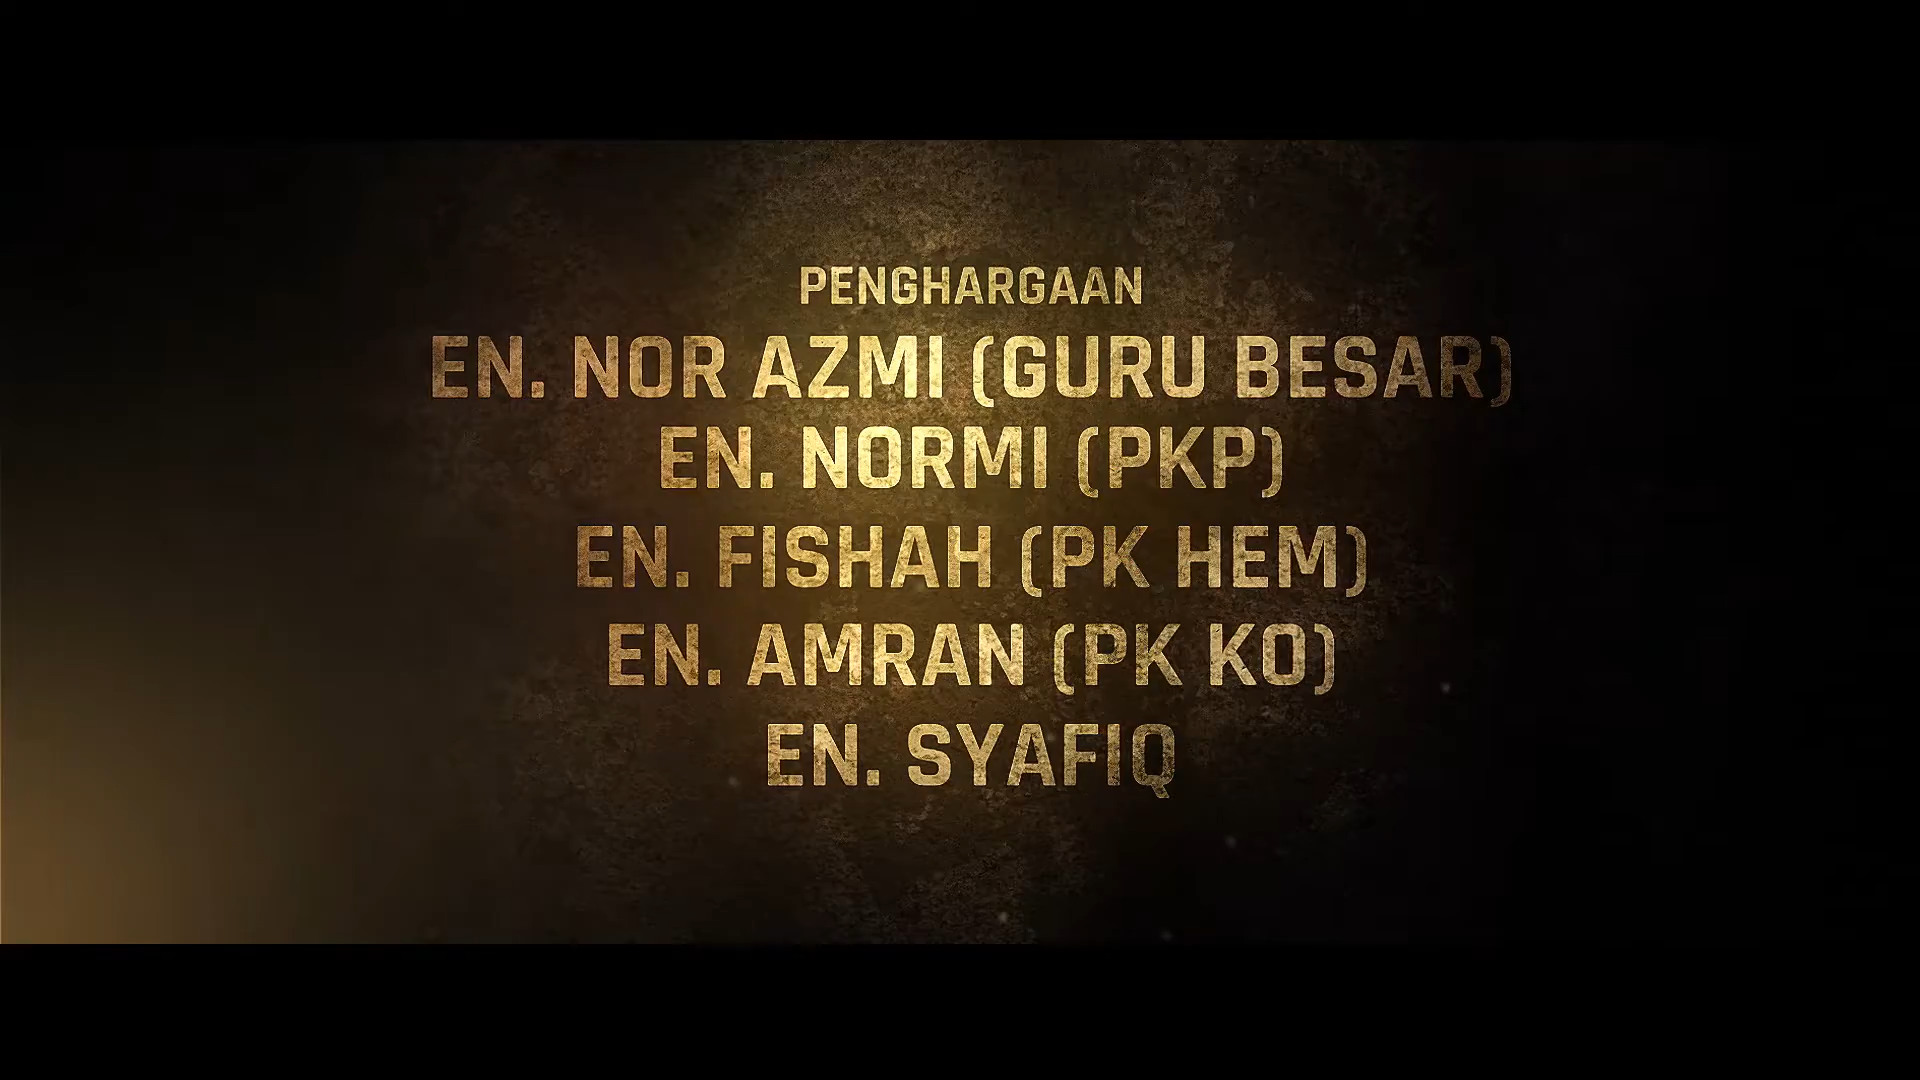 PENGHARGAAN
EN. NOR AZMI (GURU BESAR)
EN. NORMI (PKP)
EN. FISHAH (PK HEM)
EN. AMRAN (PK KO)
EN. SYAFIQ